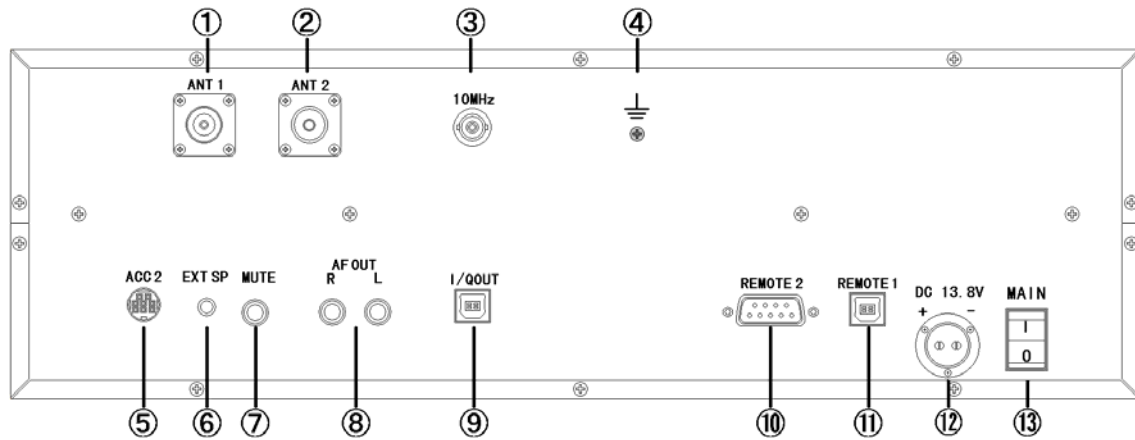 ① ② ③ ④
ANT 1 ANT 2 10MHz
ACC 2 EXT SP MUTE AF OUT I/QOUT REMOTE 2 REMOTE 1 DC 13.8V MAIN
R L + -
I
0
⑤ ⑥ ⑦ ⑧ ⑨ ⑩ ⑪ ⑫ ⑬